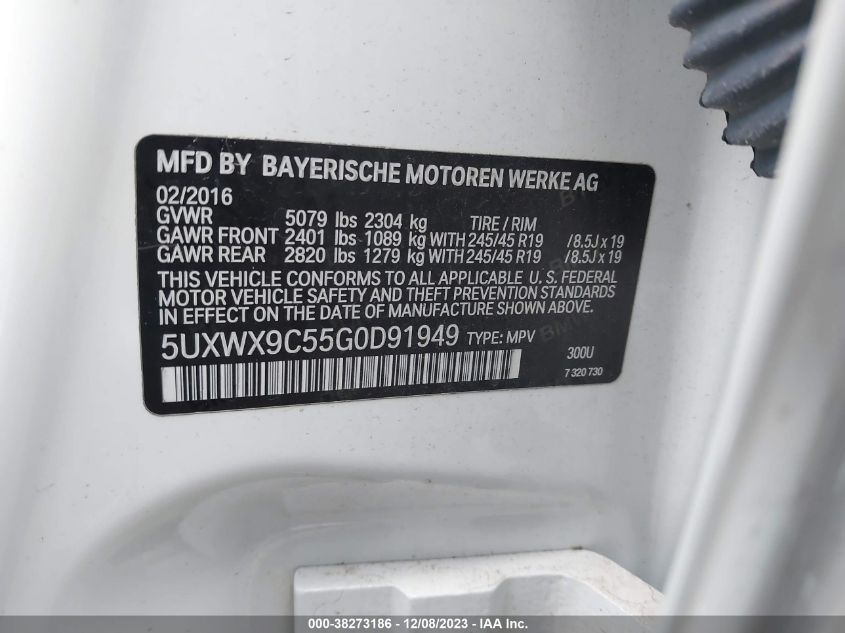 MFD BY BAYERISCHE MOTOREN WERKE AG
02/2016
GVWR 5079 lbs 2304 kg TIRE / RIM
GAWR FRONT 2401 lbs 1089 kg WITH 245/45 R19 /8.5J x 19
GAWR REAR 2820 lbs 1279 kg WITH 245/45 R19 /8.5J x 19
THIS VEHICLE CONFORMS TO ALL APPLICABLE U. S. FEDERAL
MOTOR VEHICLE SAFETY AND THEFT PREVENTION STANDARDS
IN EFFECT ON THE DATE OF MANUFACTURE SHOWN ABOVE.
5UXWX9C55G0D91949 TYPE: MPV
300U
7 320 730
000-38273186 - 12/08/2023 - US-TX